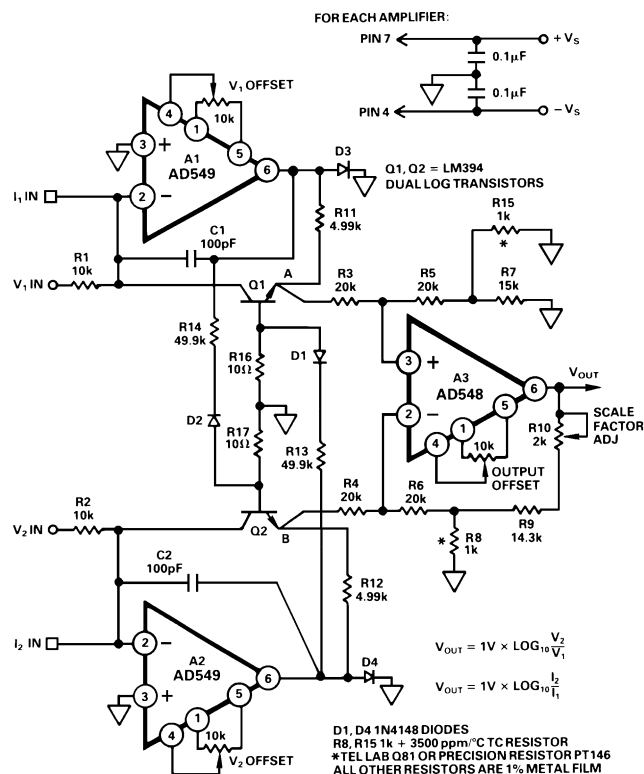 FOR EACH AMPLIFIER:
PIN 7
+ VS
0.1µF
0.1µF
PIN 4
− VS
V1 OFFSET
10k
4
1
5
3
+
A1
AD549
6
2
−
I1 IN
D3
Q1, Q2 = LM394
DUAL LOG TRANSISTORS
R11
4.99k
C1
100pF
R15
1k
*
R1
10k
V1 IN
A
Q1
R3
20k
R5
20k
R7
15k
R14
49.9k
R16
10Ω
D1
3
+
A3
AD548
6
VOUT
5
2
−
1
4
10k
OUTPUT
OFFSET
R10
2k
SCALE
FACTOR
ADJ
D2
R17
10Ω
R13
49.9k
R2
10k
V2 IN
Q2
B
R4
20k
R6
20k
R9
14.3k
*
R8
1k
C2
100pF
R12
4.99k
I2 IN
2
−
A2
AD549
6
3
+
5
1
4
10k
V2 OFFSET
D4
VOUT = 1V × LOG10 V2/V1
VOUT = 1V × LOG10 I2/I1
D1, D4 1N4148 DIODES
R8, R15 1k + 3500 ppm/°C TC RESISTOR
*TEL LAB Q81 OR PRECISION RESISTOR PT146
ALL OTHER RESISTORS ARE 1% METAL FILM